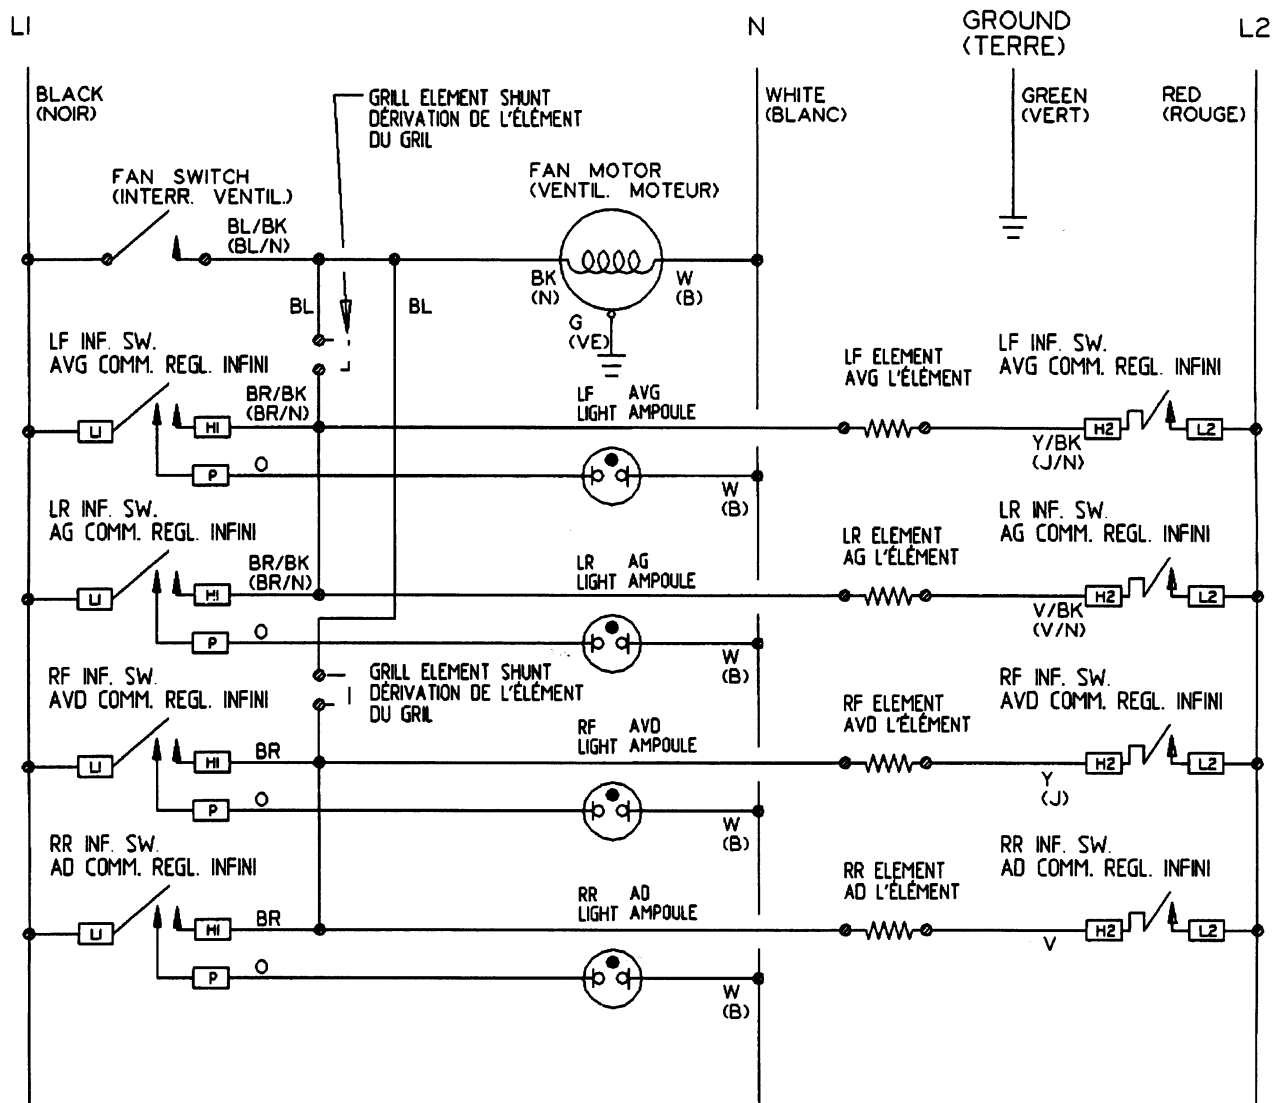 L1
N
GROUND
(TERRE)
L2
BLACK
(NOIR)
GRILL ELEMENT SHUNT
DÉRIVATION DE L'ÉLÉMENT
DU GRIL
WHITE
(BLANC)
GREEN
(VERT)
RED
(ROUGE)
FAN SWITCH
(INTERR. VENTIL.)
FAN MOTOR
(VENTIL. MOTEUR)
BL/BK
(BL/N)
BK
(N)
W
(B)
BL
BL
G
(VE)
LF INF. SW.
AVG COMM. REGL. INFINI
LF ELEMENT
AVG L'ÉLÉMENT
LF INF. SW.
AVG COMM. REGL. INFINI
BR/BK
(BR/N)
LF AVG
LIGHT AMPOULE
LI
HI
H2
L2
Y/BK
(J/N)
P
O
W
(B)
LR INF. SW.
AG COMM. REGL. INFINI
LR ELEMENT
AG L'ÉLÉMENT
LR INF. SW.
AG COMM. REGL. INFINI
BR/BK
(BR/N)
LR AG
LIGHT AMPOULE
LI
HI
H2
L2
V/BK
(V/N)
P
O
W
(B)
GRILL ELEMENT SHUNT
DÉRIVATION DE L'ÉLÉMENT
DU GRIL
RF INF. SW.
AVD COMM. REGL. INFINI
RF ELEMENT
AVD L'ÉLÉMENT
RF INF. SW.
AVD COMM. REGL. INFINI
RF AVD
LIGHT AMPOULE
LI
HI
BR
H2
L2
Y
(J)
P
O
W
(B)
RR INF. SW.
AD COMM. REGL. INFINI
RR ELEMENT
AD L'ÉLÉMENT
RR INF. SW.
AD COMM. REGL. INFINI
RR AD
LIGHT AMPOULE
LI
HI
BR
H2
L2
V
P
O
W
(B)